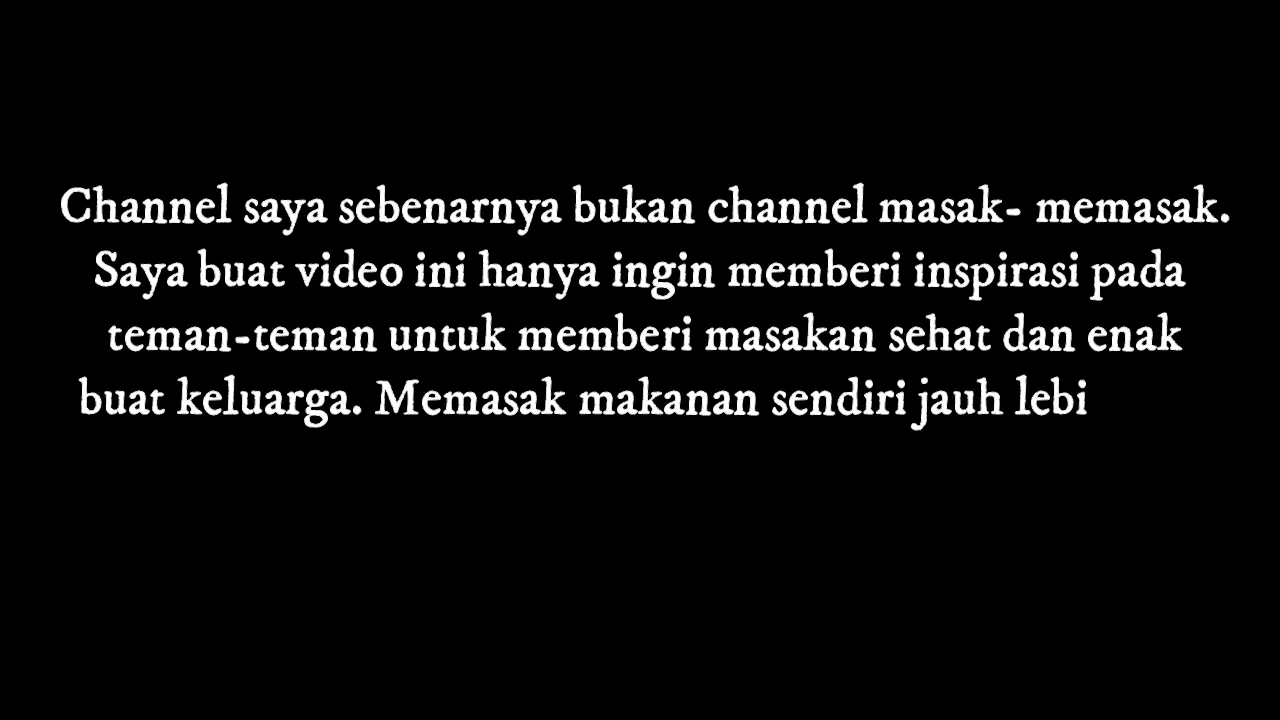 Channel saya sebenarnya bukan channel masak- memasak.
Saya buat video ini hanya ingin memberi inspirasi pada
teman-teman untuk memberi masakan sehat dan enak
buat keluarga. Memasak makanan sendiri jauh lebi